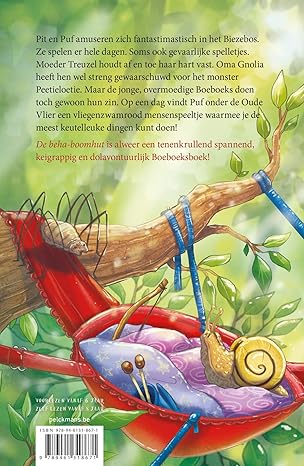 Pit en Puf amuseren zich fantastimastisch in het Biezebos.
Ze spelen er hele dagen. Soms ook gevaarlijke spelletjes.
Moeder Treuzel houdt af en toe haar hart vast. Oma Gnolia
heeft hen wel streng gewaarschuwd voor het monster
Peetieloetie. Maar de jonge, overmoedige Boeboeks doen
toch gewoon hun zin. Op een dag vindt Puf onder de Oude
Vlier een vliegenzwamrood mensenspeeltje waarmee je de
meest keutelleuke dingen kunt doen!
De beha-boomhut is alweer een tenenkrullend spannend,
keigrappig en dolavontuurlijk Boeboeksboek!
VOORLEZEN VANAF 6 JAAR
ZELF LEZEN VANAF 8 JAAR
pelckmans.be